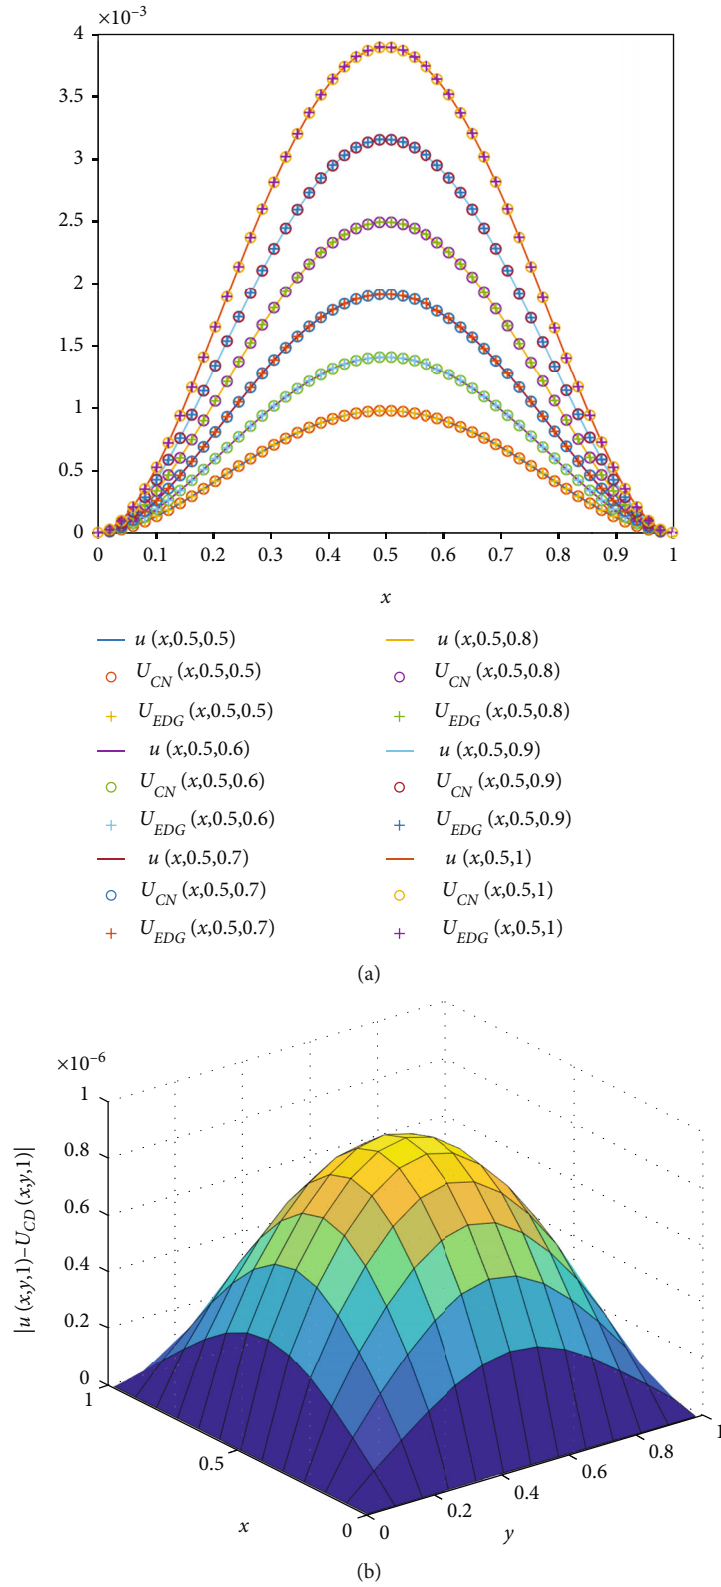 ×10⁻³
4
3.5
3
2.5
2
1.5
1
0.5
0
0 0.1 0.2 0.3 0.4 0.5 0.6 0.7 0.8 0.9 1
x
u (x,0.5,0.5)
U_CN (x,0.5,0.5)
U_EDG (x,0.5,0.5)
u (x,0.5,0.6)
U_CN (x,0.5,0.6)
U_EDG (x,0.5,0.6)
u (x,0.5,0.7)
U_CN (x,0.5,0.7)
U_EDG (x,0.5,0.7)
u (x,0.5,0.8)
U_CN (x,0.5,0.8)
U_EDG (x,0.5,0.8)
u (x,0.5,0.9)
U_CN (x,0.5,0.9)
U_EDG (x,0.5,0.9)
u (x,0.5,1)
U_CN (x,0.5,1)
U_EDG (x,0.5,1)
(a)
×10⁻⁶
1
0.8
0.6
0.4
0.2
0
|u (x,y,1)–U_CD (x,y,1)|
1
0.5
0
x
0
0.2
0.4
0.6
0.8
1
y
(b)